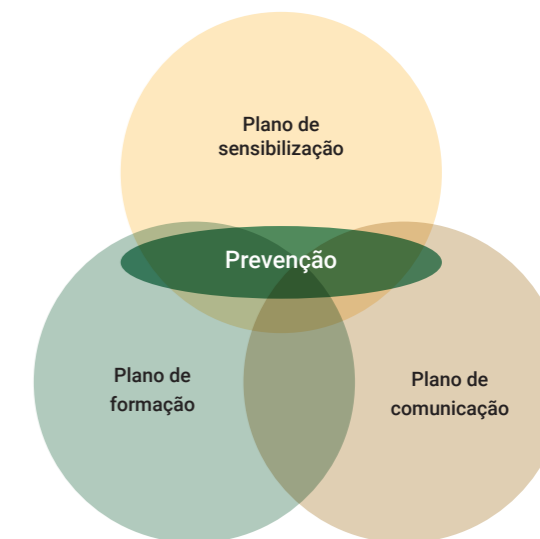 Plano de
sensibilização
Prevenção
Plano de
formação
Plano de
comunicação